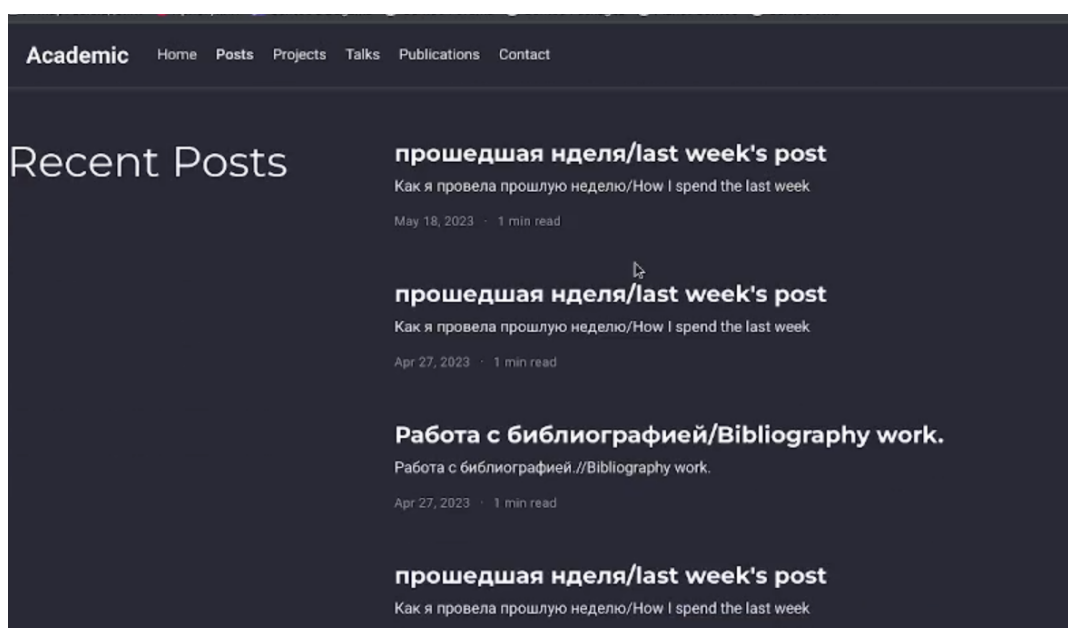 Academic Home Posts Projects Talks Publications Contact
Recent Posts
прошедшая нделя/last week's post
Как я провела прошлую неделю/How I spend the last week
May 18, 2023 · 1 min read
прошедшая нделя/last week's post
Как я провела прошлую неделю/How I spend the last week
Apr 27, 2023 · 1 min read
Работа с библиографией/Bibliography work.
Работа с библиографией.//Bibliography work.
Apr 27, 2023 · 1 min read
прошедшая нделя/last week's post
Как я провела прошлую неделю/How I spend the last week